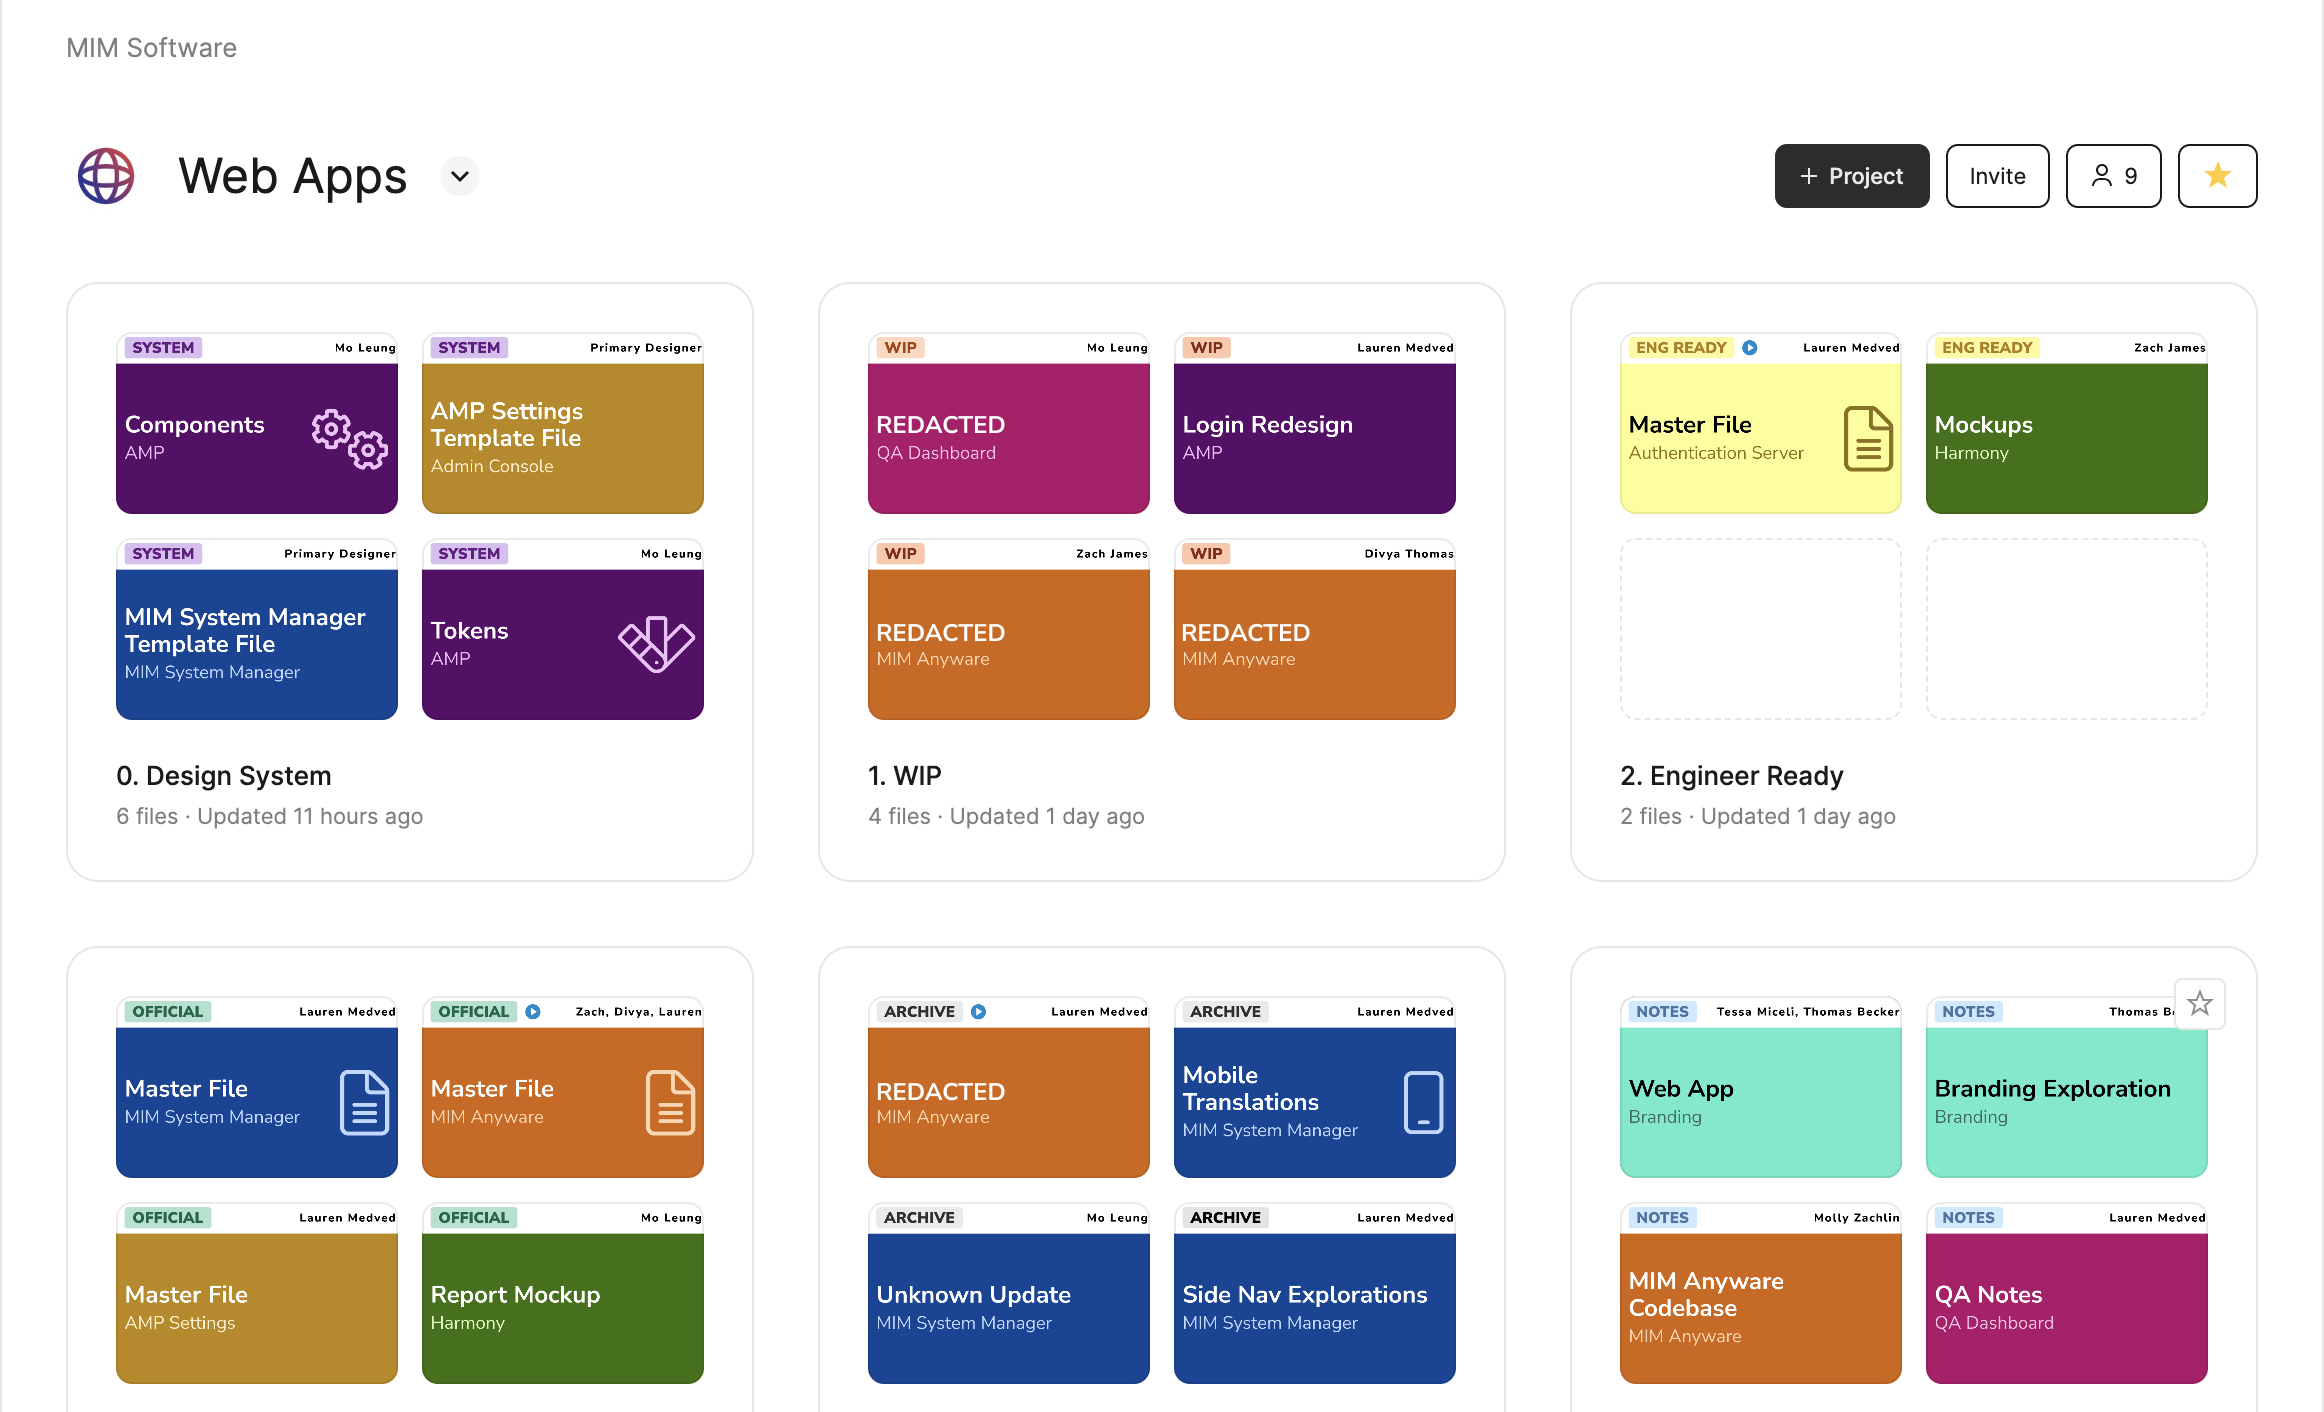 MIM Software
Web Apps
+ Project
Invite
9
SYSTEM Mo Leung
Components
AMP
SYSTEM Primary Designer
AMP Settings
Template File
Admin Console
SYSTEM Primary Designer
MIM System Manager
Template File
MIM System Manager
SYSTEM Mo Leung
Tokens
AMP
0. Design System
6 files · Updated 11 hours ago
WIP Mo Leung
REDACTED
QA Dashboard
WIP Lauren Medved
Login Redesign
AMP
WIP Zach James
REDACTED
MIM Anyware
WIP Divya Thomas
REDACTED
MIM Anyware
1. WIP
4 files · Updated 1 day ago
ENG READY Lauren Medved
Master File
Authentication Server
ENG READY Zach James
Mockups
Harmony
2. Engineer Ready
2 files · Updated 1 day ago
OFFICIAL Lauren Medved
Master File
MIM System Manager
OFFICIAL Zach, Divya, Lauren
Master File
MIM Anyware
OFFICIAL Lauren Medved
Master File
AMP Settings
OFFICIAL Mo Leung
Report Mockup
Harmony
ARCHIVE Lauren Medved
REDACTED
MIM Anyware
ARCHIVE Lauren Medved
Mobile
Translations
MIM System Manager
ARCHIVE Mo Leung
Unknown Update
MIM System Manager
ARCHIVE Lauren Medved
Side Nav Explorations
MIM System Manager
NOTES Tessa Miceli, Thomas Becker
Web App
Branding
NOTES Thomas
Branding Exploration
Branding
NOTES Molly Zachlin
MIM Anyware
Codebase
MIM Anyware
NOTES Lauren Medved
QA Notes
QA Dashboard